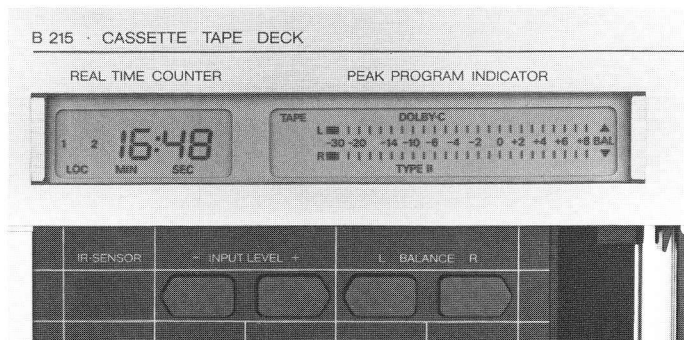 B 215 · CASSETTE TAPE DECK
REAL TIME COUNTER PEAK PROGRAM INDICATOR
TAPE DOLBY·C
L
1 2 16:48 -30 -20 -14 -10 -6 -4 -2 0 +2 +4 +6 +8 BAL
R
LOC MIN SEC TYPE II
IR-SENSOR - INPUT LEVEL + L BALANCE R